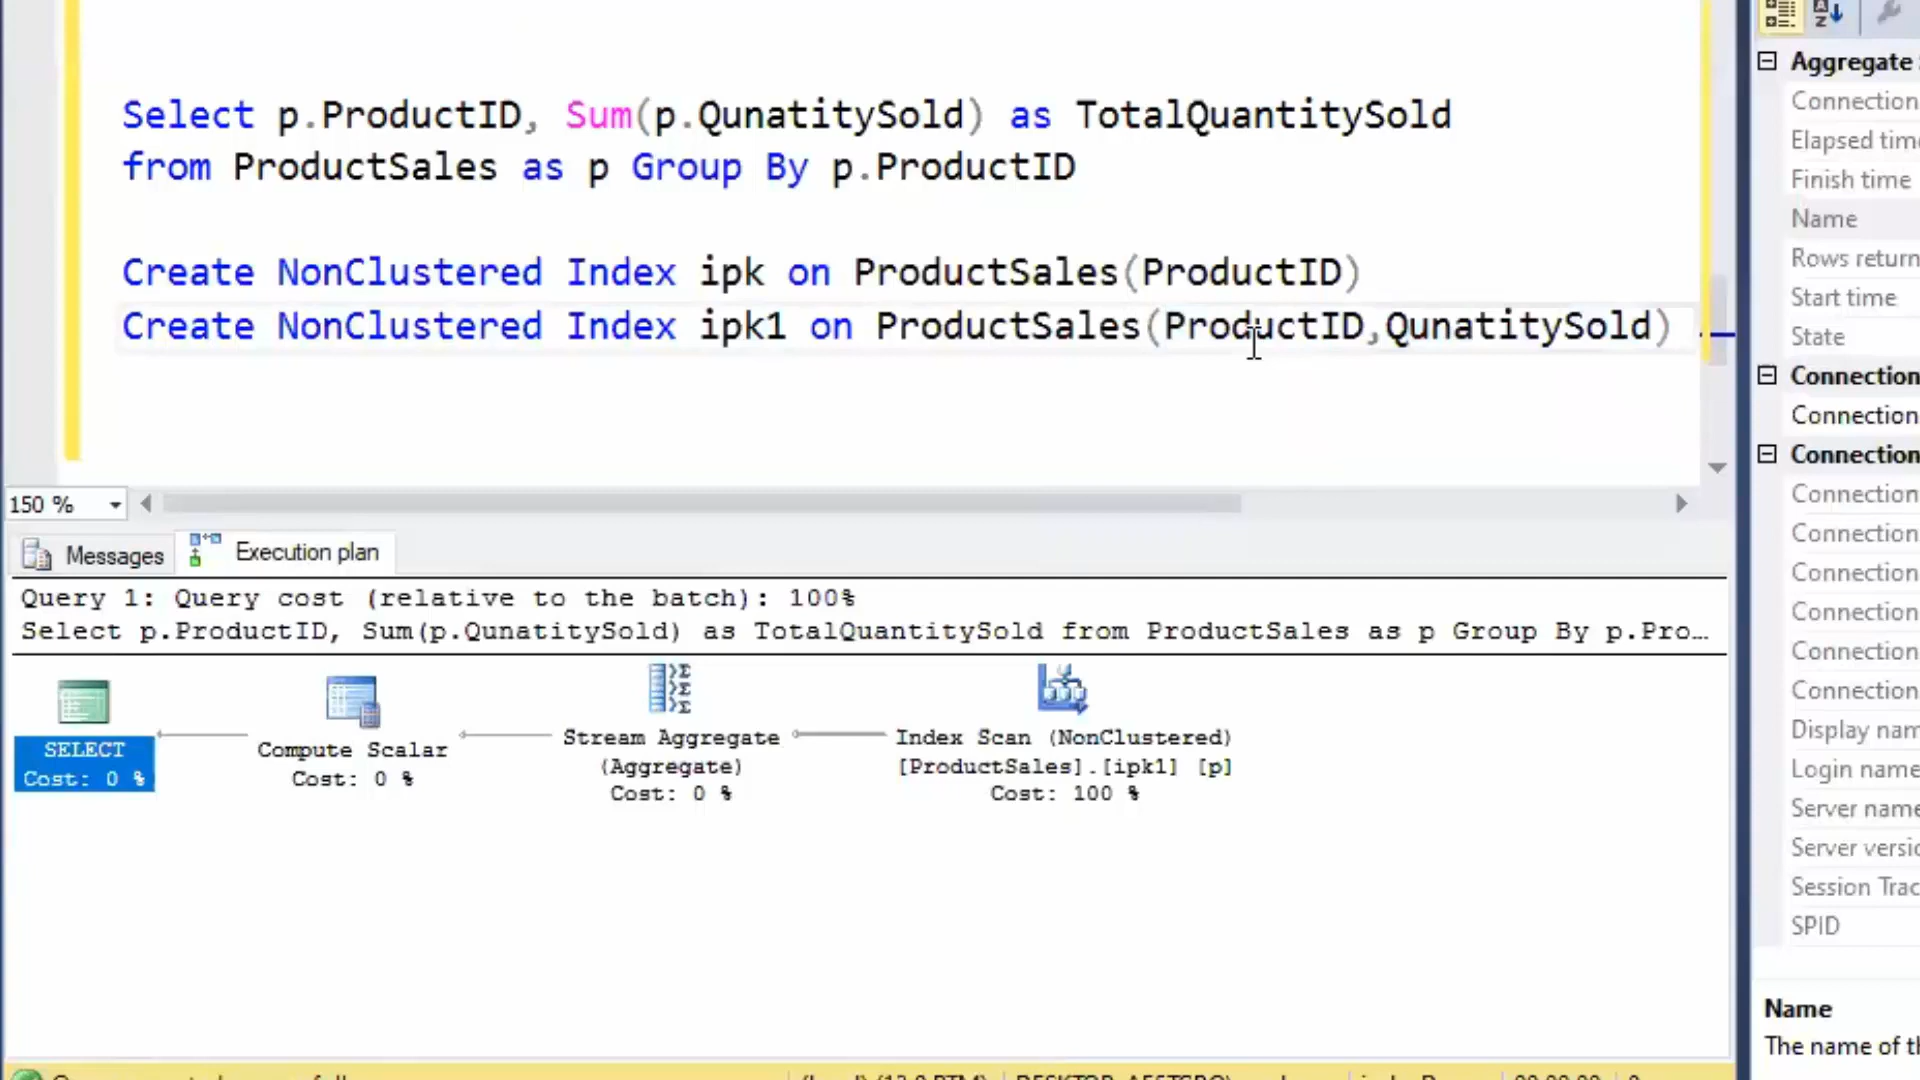 Select p.ProductID, Sum(p.QunatitySold) as TotalQuantitySold
from ProductSales as p Group By p.ProductID
Create NonClustered Index ipk on ProductSales(ProductID)
Create NonClustered Index ipk1 on ProductSales(ProductID,QunatitySold)
150 %
Messages
Execution plan
Query 1: Query cost (relative to the batch): 100%
Select p.ProductID, Sum(p.QunatitySold) as TotalQuantitySold from ProductSales as p Group By p.Pro…
SELECT
Cost: 0 %
Compute Scalar
Cost: 0 %
Stream Aggregate
(Aggregate)
Cost: 0 %
Index Scan (NonClustered)
[ProductSales].[ipk1] [p]
Cost: 100 %
Aggregate
Connection
Elapsed time
Finish time
Name
Rows return
Start time
State
Connection
Connection
Connection
Connection
Connection
Connection
Connection
Connection
Connection
Display nam
Login name
Server name
Server versio
Session Trac
SPID
Name
The name of th